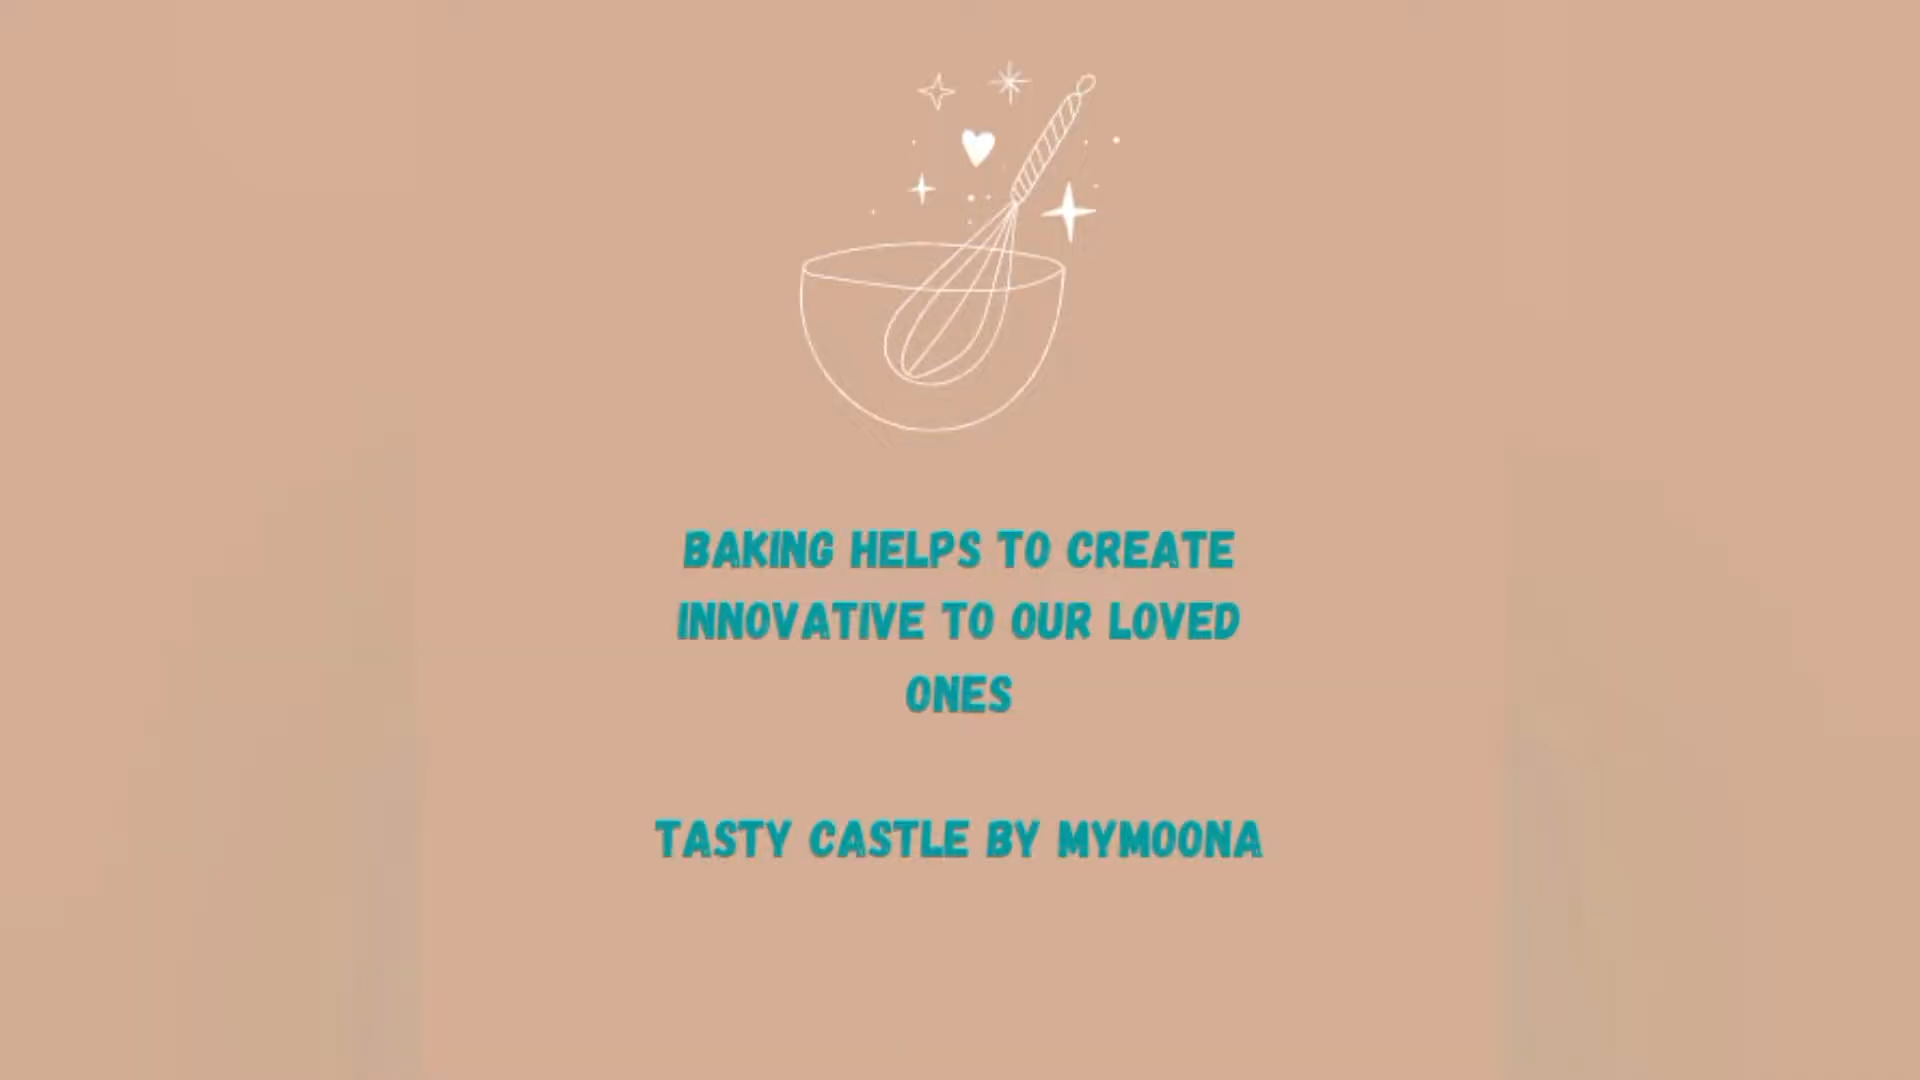 BAKING HELPS TO CREATE
INNOVATIVE TO OUR LOVED
ONES
TASTY CASTLE BY MYMOONA